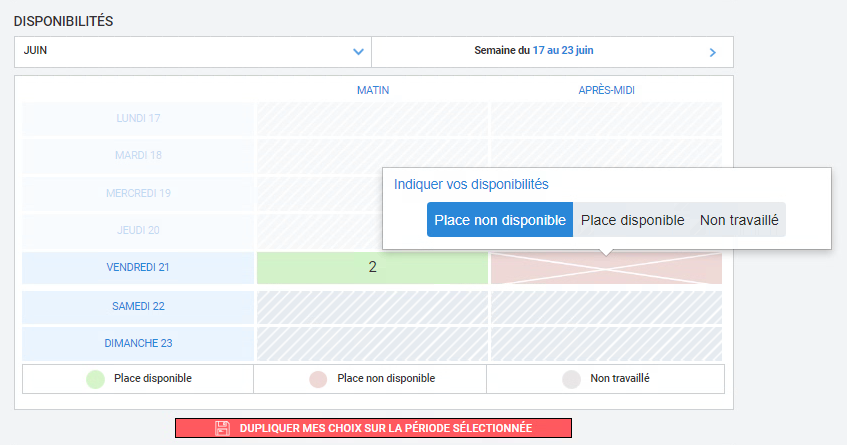 DISPONIBILITÉS
JUIN
Semaine du 17 au 23 juin
MATIN
APRÈS-MIDI
LUNDI 17
MARDI 18
MERCREDI 19
JEUDI 20
Indiquer vos disponibilités
Place non disponible
Place disponible
Non travaillé
VENDREDI 21
2
SAMEDI 22
DIMANCHE 23
Place disponible
Place non disponible
Non travaillé
DUPLIQUER MES CHOIX SUR LA PÉRIODE SÉLECTIONNÉE